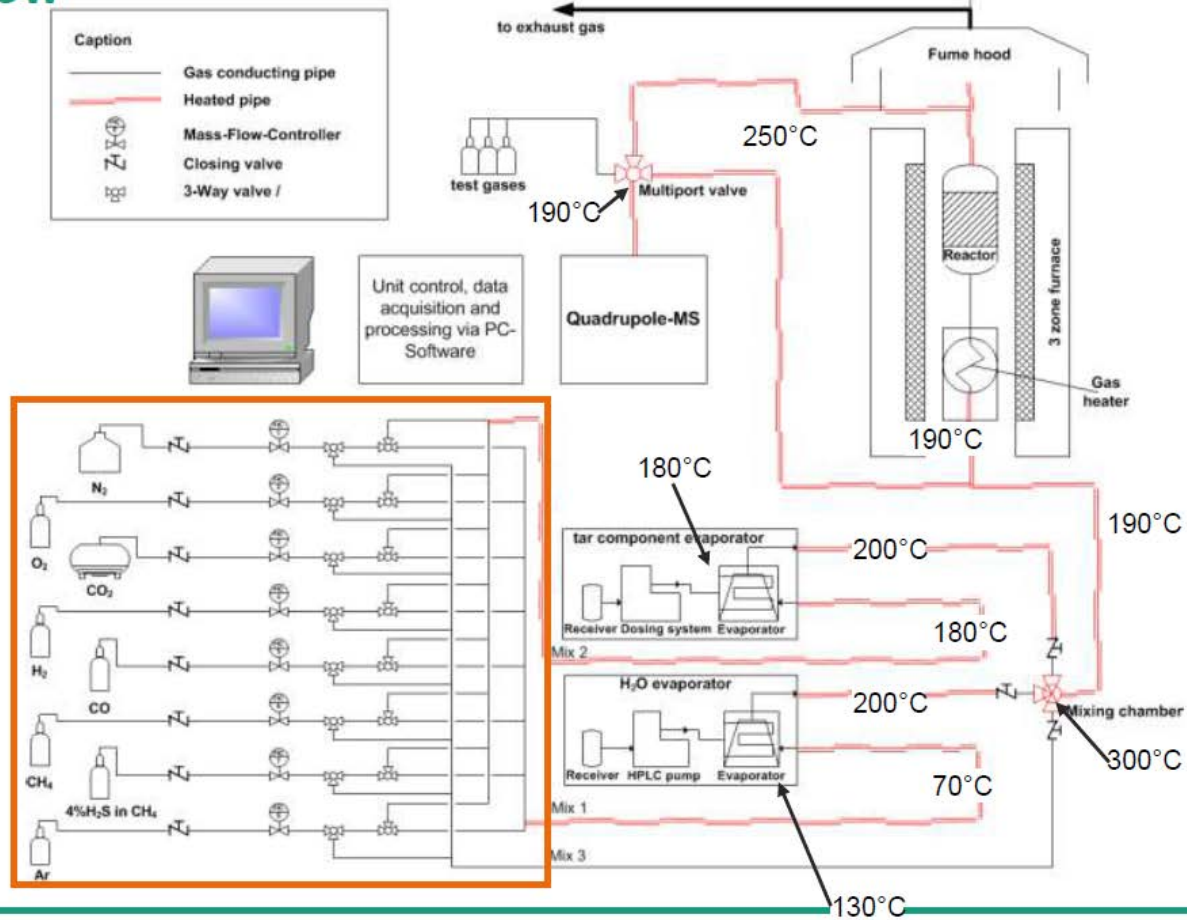 to exhaust gas
Caption
Gas conducting pipe
Heated pipe
Mass-Flow-Controller
Closing valve
3-Way valve /
Fume hood
250°C
test gases
190°C
Multiport valve
Reactor
3 zone furnace
Unit control, data
acquisition and
processing via PC-
Software
Quadrupole-MS
Gas
heater
190°C
N₂
O₂
CO₂
H₂
CO
CH₄
4%H₂S in CH₄
Ar
180°C
190°C
tar component evaporator
200°C
Receiver Dosing system Evaporator
180°C
Mix 2
H₂O evaporator
200°C
Mixing chamber
300°C
Receiver HPLC pump Evaporator
70°C
Mix 1
Mix 3
130°C